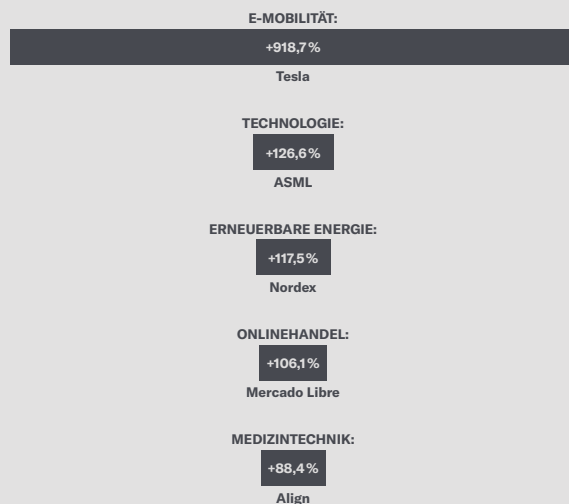 E-MOBILITÄT:
+918,7 %
Tesla
TECHNOLOGIE:
+126,6 %
ASML
ERNEUERBARE ENERGIE:
+117,5 %
Nordex
ONLINEHANDEL:
+106,1 %
Mercado Libre
MEDIZINTECHNIK:
+88,4 %
Align